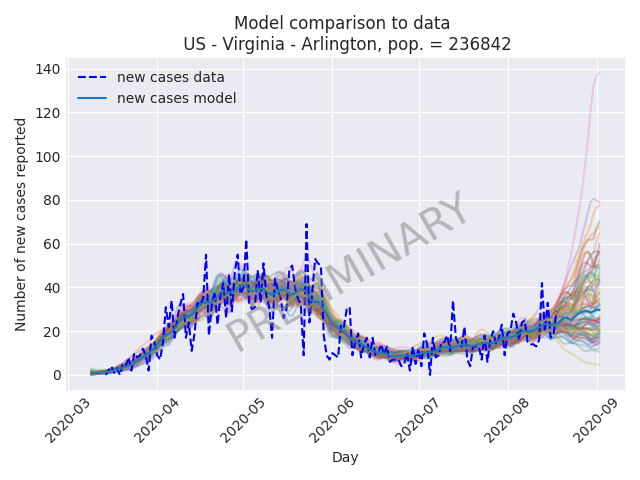 Model comparison to data
US - Virginia - Arlington, pop. = 236842
new cases data
new cases model
PRELIMINARY
Number of new cases reported
140
120
100
80
60
40
20
0
2020-03
2020-04
2020-05
2020-06
2020-07
2020-08
2020-09
Day